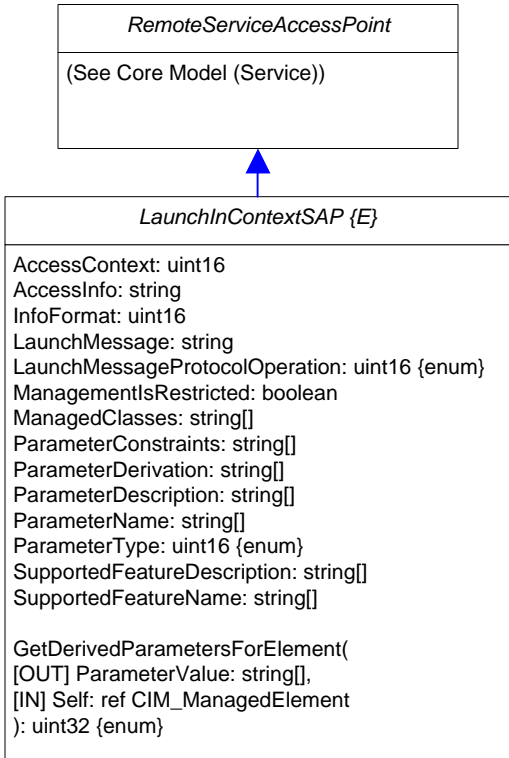 RemoteServiceAccessPoint
(See Core Model (Service))
LaunchInContextSAP {E}
AccessContext: uint16
AccessInfo: string
InfoFormat: uint16
LaunchMessage: string
LaunchMessageProtocolOperation: uint16 {enum}
ManagementIsRestricted: boolean
ManagedClasses: string[]
ParameterConstraints: string[]
ParameterDerivation: string[]
ParameterDescription: string[]
ParameterName: string[]
ParameterType: uint16 {enum}
SupportedFeatureDescription: string[]
SupportedFeatureName: string[]
GetDerivedParametersForElement(
[OUT] ParameterValue: string[],
[IN] Self: ref CIM_ManagedElement
): uint32 {enum}